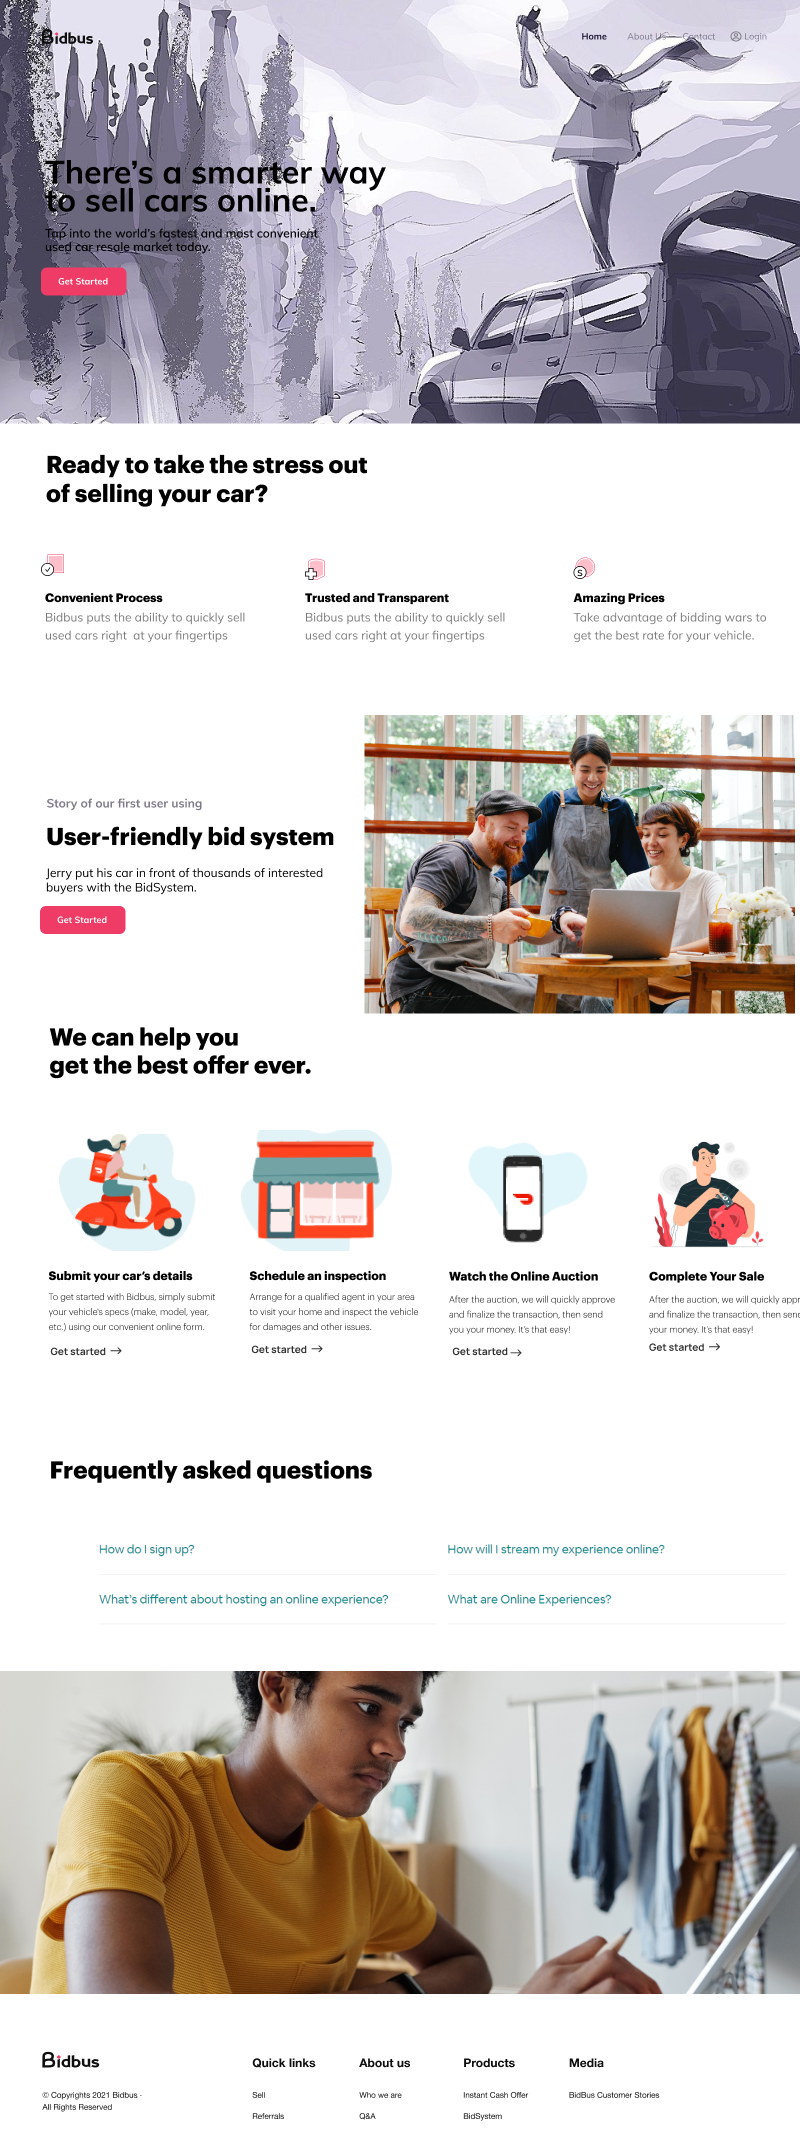 Bidbus
Home About Us Contact Login
There's a smarter way
to sell cars online.
Tap into the world's fastest and most convenient
used car resale market today.
Get Started
Ready to take the stress out
of selling your car?
Convenient Process
Bidbus puts the ability to quickly sell
used cars right at your fingertips
Trusted and Transparent
Bidbus puts the ability to quickly sell
used cars right at your fingertips
S
Amazing Prices
Take advantage of bidding wars to
get the best rate for your vehicle.
Story of our first user using
User-friendly bid system
Jerry put his car in front of thousands of interested
buyers with the BidSystem.
Get Started
We can help you
get the best offer ever.
Submit your car's details
To get started with Bidbus, simply submit
your vehicle's specs (make, model, year,
etc.) using our convenient online form.
Get started →
Schedule an inspection
Arrange for a qualified agent in your area
to visit your home and inspect the vehicle
for damages and other issues.
Get started →
Watch the Online Auction
After the auction, we will quickly approve
and finalize the transaction, then send
you your money. It's that easy!
Get started →
Complete Your Sale
After the auction, we will quickly appr
and finalize the transaction, then send
your money. It's that easy!
Get started →
Frequently asked questions
How do I sign up?
How will I stream my experience online?
What's different about hosting an online experience?
What are Online Experiences?
Bidbus
© Copyrights 2021 Bidbus -
All Rights Reserved
Quick links
Sell
Referrals
About us
Who we are
Q&A
Products
Instant Cash Offer
BidSystem
Media
BidBus Customer Stories